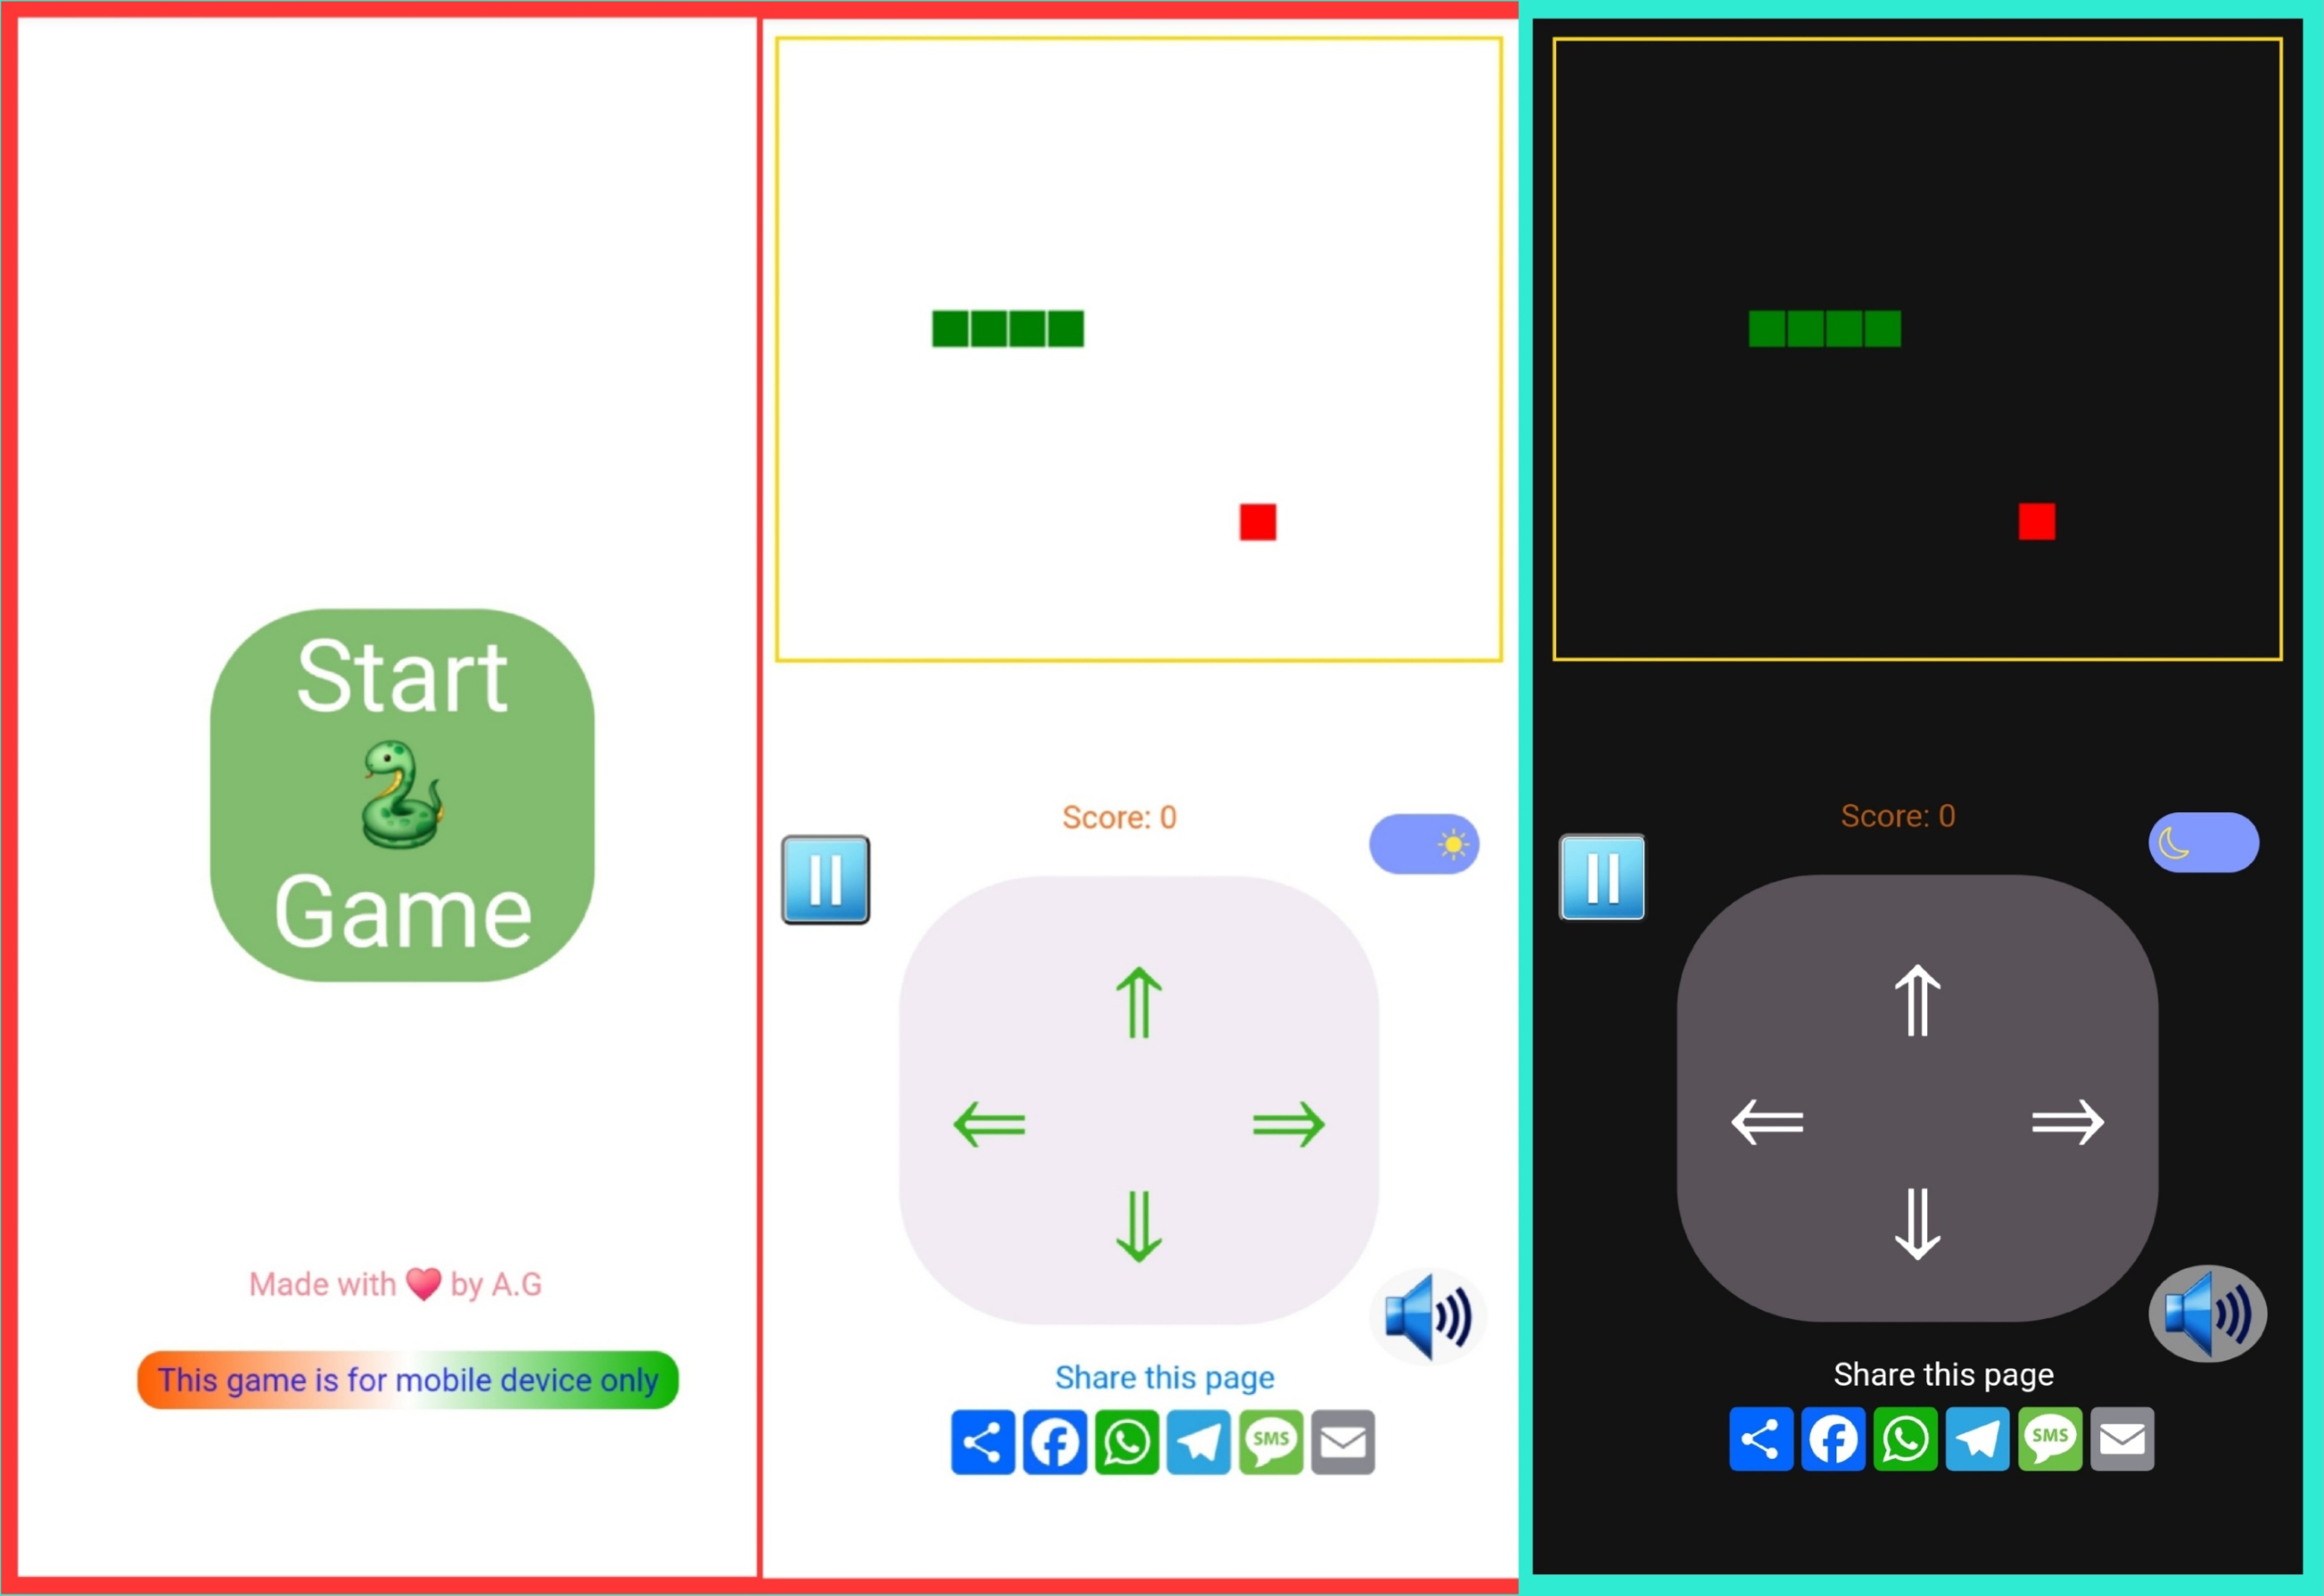 Start
Game
Made with ❤️ by A.G
This game is for mobile device only
Score: 0
Share this page
SMS
Score: 0
Share this page
SMS